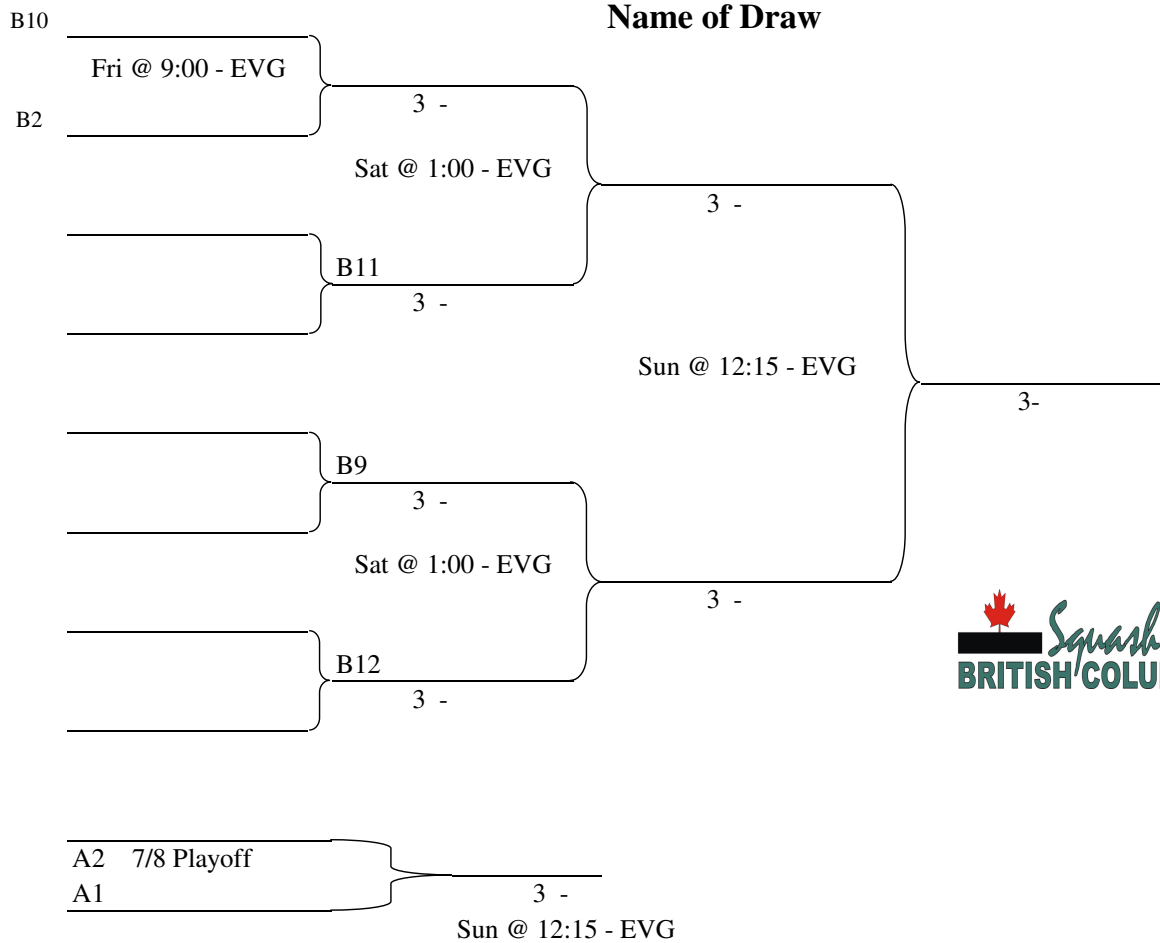 Name of Draw
B10
Fri @ 9:00 - EVG
3 -
B2
Sat @ 1:00 - EVG
3 -
B11
3 -
Sun @ 12:15 - EVG
3-
B9
3 -
Sat @ 1:00 - EVG
3 -
Squash
BRITISH COLU
B12
3 -
A2 7/8 Playoff
A1
3 -
Sun @ 12:15 - EVG